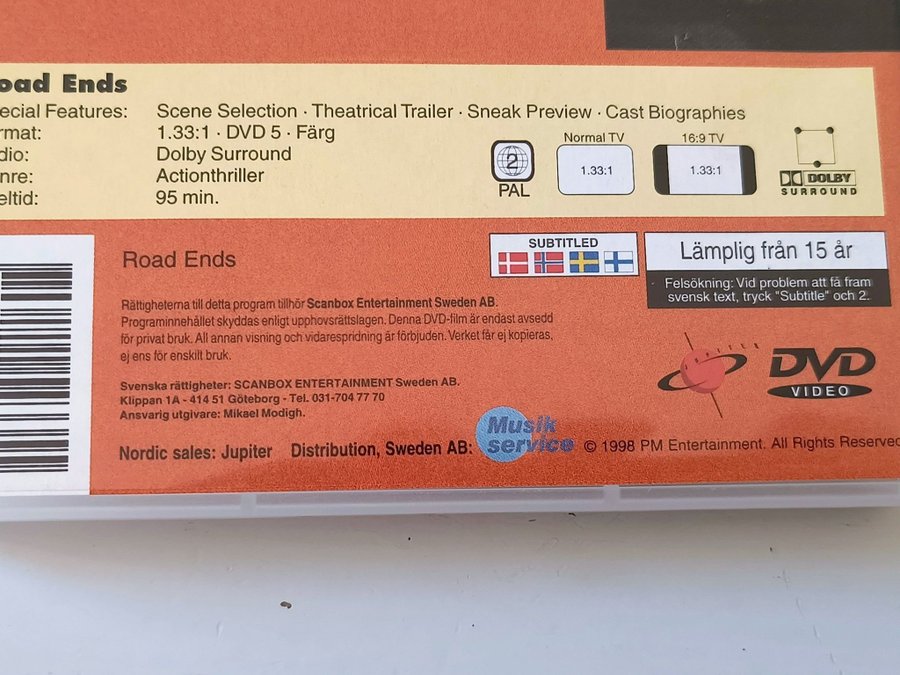 oad Ends
ecial Features: Scene Selection · Theatrical Trailer · Sneak Preview · Cast Biographies
rmat: 1.33:1 · DVD 5 · Färg
dio: Dolby Surround
enre: Actionthriller
eltid: 95 min.
2
PAL
Normal TV
1.33:1
16:9 TV
1.33:1
DOLBY
SURROUND
Road Ends
SUBTITLED
Lämplig från 15 år
Felsökning: Vid problem att få fram
svensk text, tryck "Subtitle" och 2.
Rättigheterna till detta program tillhör Scanbox Entertainment Sweden AB.
Programinnehållet skyddas enligt upphovsrättslagen. Denna DVD-film är endast avsedd
för privat bruk. All annan visning och vidarespridning är förbjuden. Verket får ej kopieras,
ej ens för enskilt bruk.
Svenska rättigheter: SCANBOX ENTERTAINMENT Sweden AB.
Klippan 1A - 414 51 Göteborg - Tel. 031-704 77 70
Ansvarig utgivare: Mikael Modigh.
JUPITER
DVD
VIDEO
Nordic sales: Jupiter Distribution, Sweden AB: Musik service © 1998 PM Entertainment. All Rights Reserve